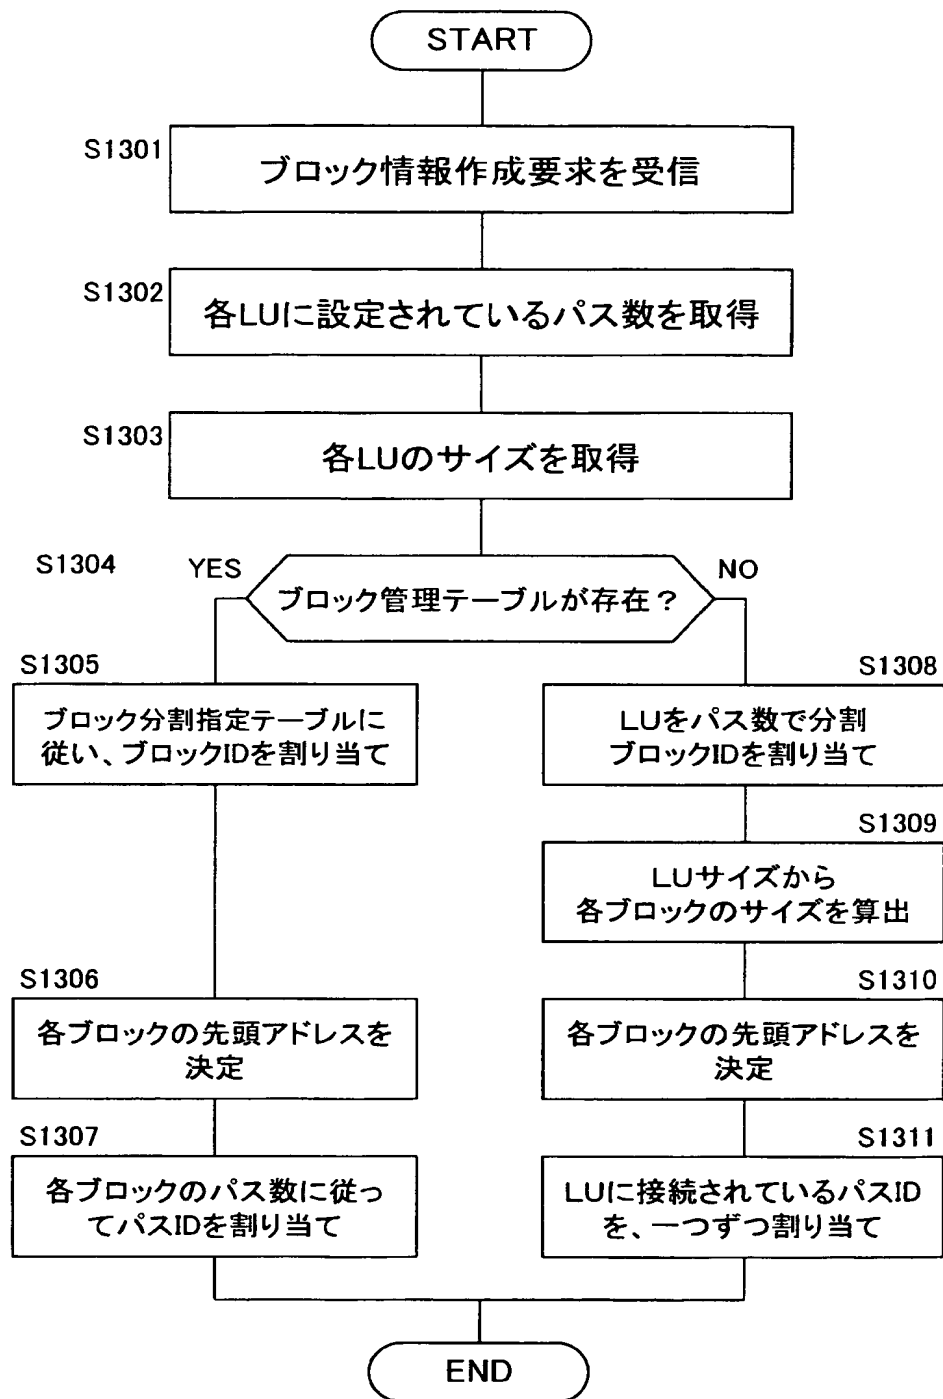 START
S1301
ブロック情報作成要求を受信
S1302
各LUに設定されているパス数を取得
S1303
各LUのサイズを取得
S1304
YES
ブロック管理テーブルが存在？
NO
S1305
ブロック分割指定テーブルに
従い、ブロックIDを割り当て
S1306
各ブロックの先頭アドレスを
決定
S1307
各ブロックのパス数に従っ
てパスIDを割り当て
S1308
LUをパス数で分割
ブロックIDを割り当て
S1309
LUサイズから
各ブロックのサイズを算出
S1310
各ブロックの先頭アドレスを
決定
S1311
LUに接続されているパスID
を、一つずつ割り当て
END